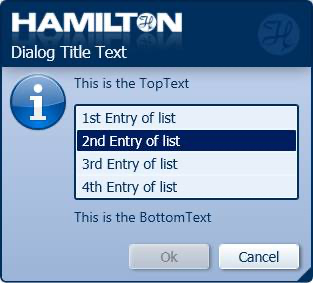 HAMILTON
Dialog Title Text
This is the TopText
1st Entry of list
2nd Entry of list
3rd Entry of list
4th Entry of list
This is the BottomText
Ok
Cancel